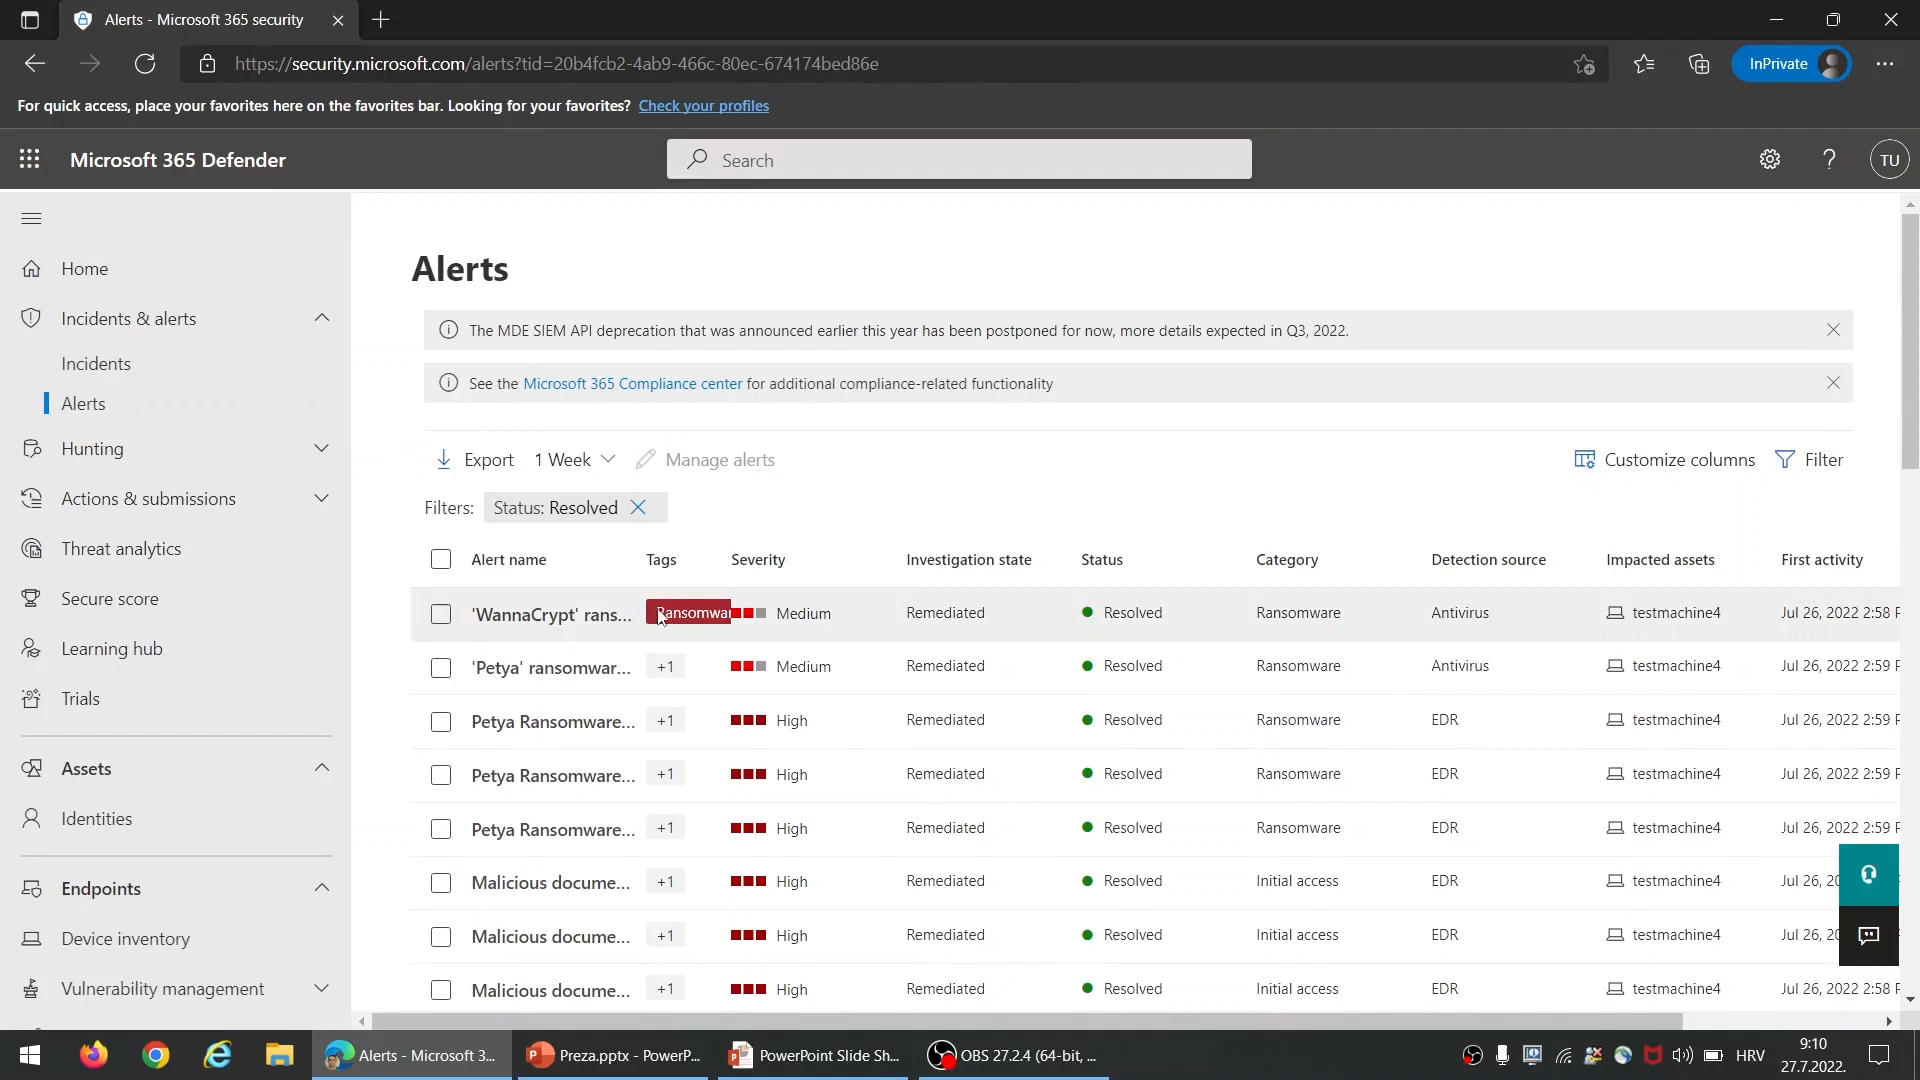 Alerts - Microsoft 365 security
https://security.microsoft.com/alerts?tid=20b4fcb2-4ab9-466c-80ec-674174bed86e
InPrivate
For quick access, place your favorites here on the favorites bar. Looking for your favorites? Check your profiles
Microsoft 365 Defender
Search
?
TU
Home
Incidents & alerts
Incidents
Alerts
Hunting
Actions & submissions
Threat analytics
Secure score
Learning hub
Trials
Assets
Identities
Endpoints
Device inventory
Vulnerability management
Alerts
The MDE SIEM API deprecation that was announced earlier this year has been postponed for now, more details expected in Q3, 2022.
See the Microsoft 365 Compliance center for additional compliance-related functionality
Export 1 Week Manage alerts Customize columns Filter
Filters: Status: Resolved
Alert name Tags Severity Investigation state Status Category Detection source Impacted assets First activity
'WannaCrypt' rans... Ransomwar Medium Remediated Resolved Ransomware Antivirus testmachine4 Jul 26, 2022 2:58 P
'Petya' ransomwar... +1 Medium Remediated Resolved Ransomware Antivirus testmachine4 Jul 26, 2022 2:59 P
Petya Ransomware... +1 High Remediated Resolved Ransomware EDR testmachine4 Jul 26, 2022 2:59 P
Petya Ransomware... +1 High Remediated Resolved Ransomware EDR testmachine4 Jul 26, 2022 2:59 P
Petya Ransomware... +1 High Remediated Resolved Ransomware EDR testmachine4 Jul 26, 2022 2:59 P
Malicious docume... +1 High Remediated Resolved Initial access EDR testmachine4 Jul 26, 20
Malicious docume... +1 High Remediated Resolved Initial access EDR testmachine4 Jul 26, 20
Malicious docume... +1 High Remediated Resolved Initial access EDR testmachine4 Jul 26, 2022 2:58 P
Alerts - Microsoft 3... Preza.pptx - PowerP... PowerPoint Slide Sh... OBS 27.2.4 (64-bit, ... HRV
9:10
27.7.2022.